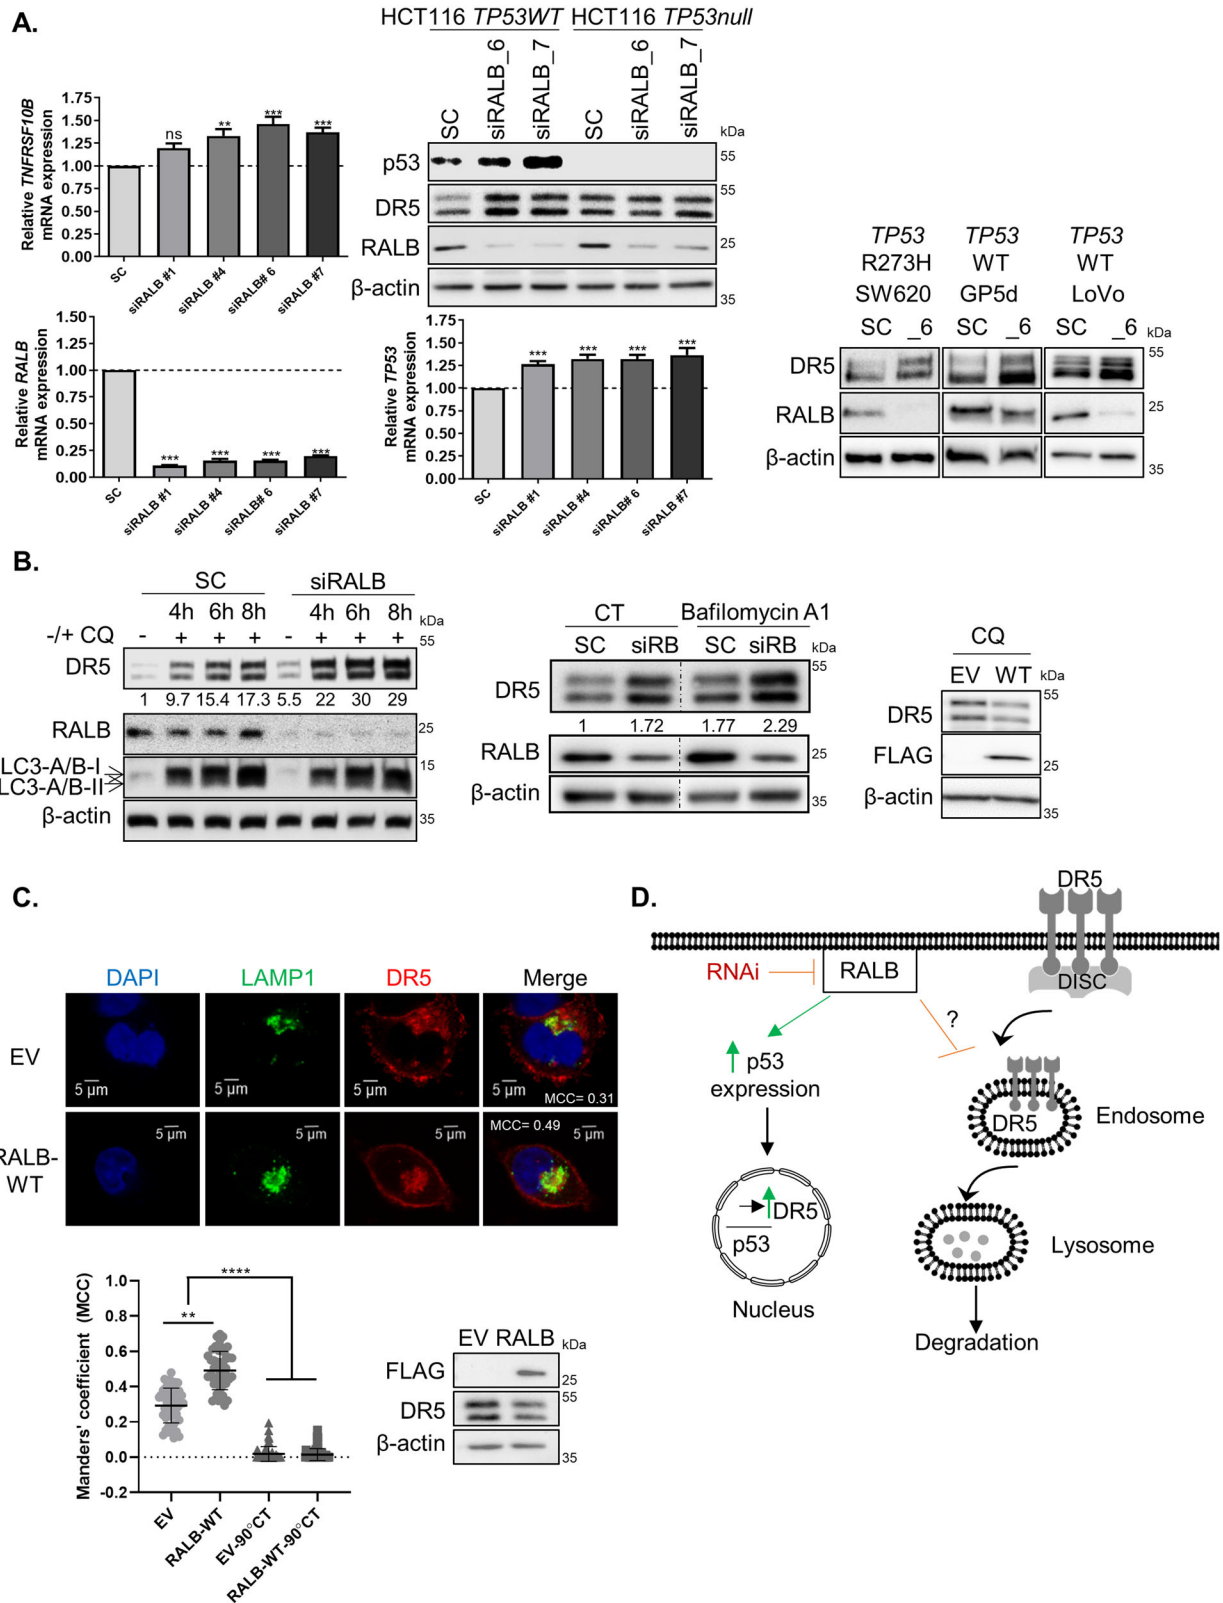 A.
HCT116 TP53WT HCT116 TP53null
SC siRALB_6 siRALB_7 SC siRALB_6 siRALB_7
kDa
p53 55
DR5 55
RALB 25
β-actin 35
Relative TNFRSF10B
mRNA expression
1.75
1.50
1.25
1.00
0.75
0.50
0.25
0.00
ns ** *** ***
SC siRALB #1 siRALB #4 siRALB# 6 siRALB #7
Relative RALB
mRNA expression
1.50
1.25
1.00
0.75
0.50
0.25
0.00
*** *** *** ***
SC siRALB #1 siRALB #4 siRALB# 6 siRALB #7
Relative TP53
mRNA expression
1.75
1.50
1.25
1.00
0.75
0.50
0.25
0.00
*** *** *** ***
SC siRALB #1 siRALB #4 siRALB# 6 siRALB #7
TP53 TP53 TP53
R273H WT WT
SW620 GP5d LoVo
SC _6 SC _6 SC _6 kDa
DR5 55
RALB 25
β-actin 35
B.
SC siRALB
4h 6h 8h 4h 6h 8h kDa
-/+ CQ - + + + - + + + 55
DR5
1 9.7 15.4 17.3 5.5 22 30 29
RALB 25
LC3-A/B-I 15
LC3-A/B-II
β-actin 35
CT Bafilomycin A1
SC siRB SC siRB kDa
DR5 55
1 1.72 1.77 2.29
RALB 25
β-actin 35
CQ
EV WT kDa
DR5 55
FLAG 25
β-actin 35
C.
DAPI LAMP1 DR5 Merge
EV
5 µm 5 µm 5 µm 5 µm
MCC= 0.31
RALB-
WT
5 µm 5 µm 5 µm MCC= 0.49 5 µm
Manders' coefficient (MCC)
1.0
0.8
0.6
0.4
0.2
0.0
-0.2
****
**
EV RALB-WT EV-90°CT RALB-WT-90°CT
EV RALB kDa
FLAG 25
DR5 55
β-actin 35
D.
DR5
RNAi RALB DISC
?
p53
expression
DR5 Endosome
DR5
p53
Lysosome
Nucleus
Degradation